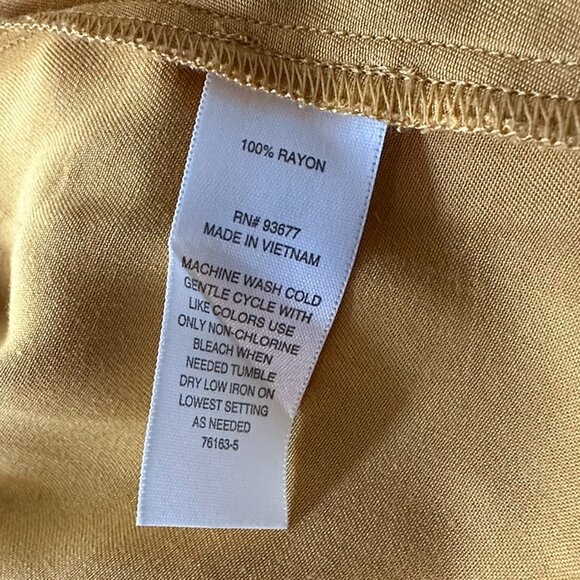 100% RAYON
RN# 93677
MADE IN VIETNAM
MACHINE WASH COLD
GENTLE CYCLE WITH
LIKE COLORS USE
ONLY NON-CHLORINE
BLEACH WHEN
NEEDED TUMBLE
DRY LOW IRON ON
LOWEST SETTING
AS NEEDED
76163-5